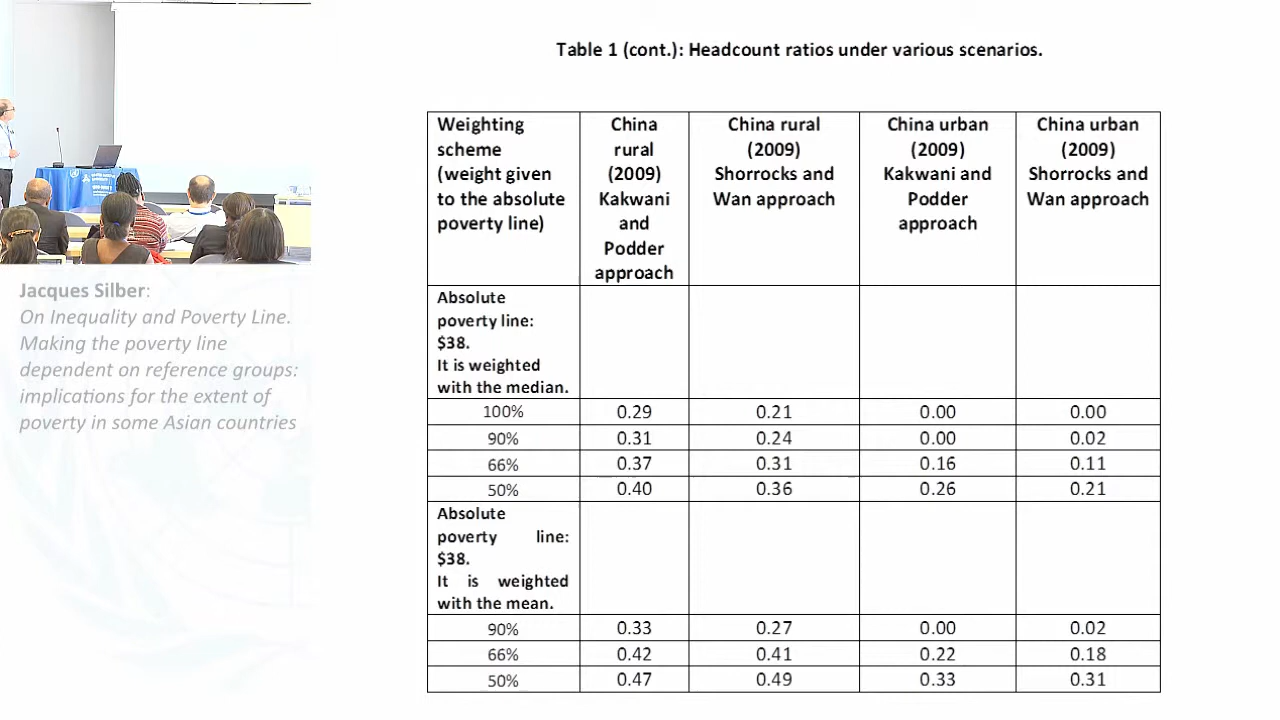 Table 1 (cont.): Headcount ratios under various scenarios.
Jacques Silber:
On Inequality and Poverty Line.
Making the poverty line
dependent on reference groups:
implications for the extent of
poverty in some Asian countries
Weighting
scheme
(weight given
to the absolute
poverty line)
China
rural
(2009)
Kakwani
and
Podder
approach
China rural
(2009)
Shorrocks and
Wan approach
China urban
(2009)
Kakwani and
Podder
approach
China urban
(2009)
Shorrocks and
Wan approach
Absolute
poverty line:
$38.
It is weighted
with the median.
100% 0.29 0.21 0.00 0.00
90% 0.31 0.24 0.00 0.02
66% 0.37 0.31 0.16 0.11
50% 0.40 0.36 0.26 0.21
Absolute
poverty line:
$38.
It is weighted
with the mean.
90% 0.33 0.27 0.00 0.02
66% 0.42 0.41 0.22 0.18
50% 0.47 0.49 0.33 0.31